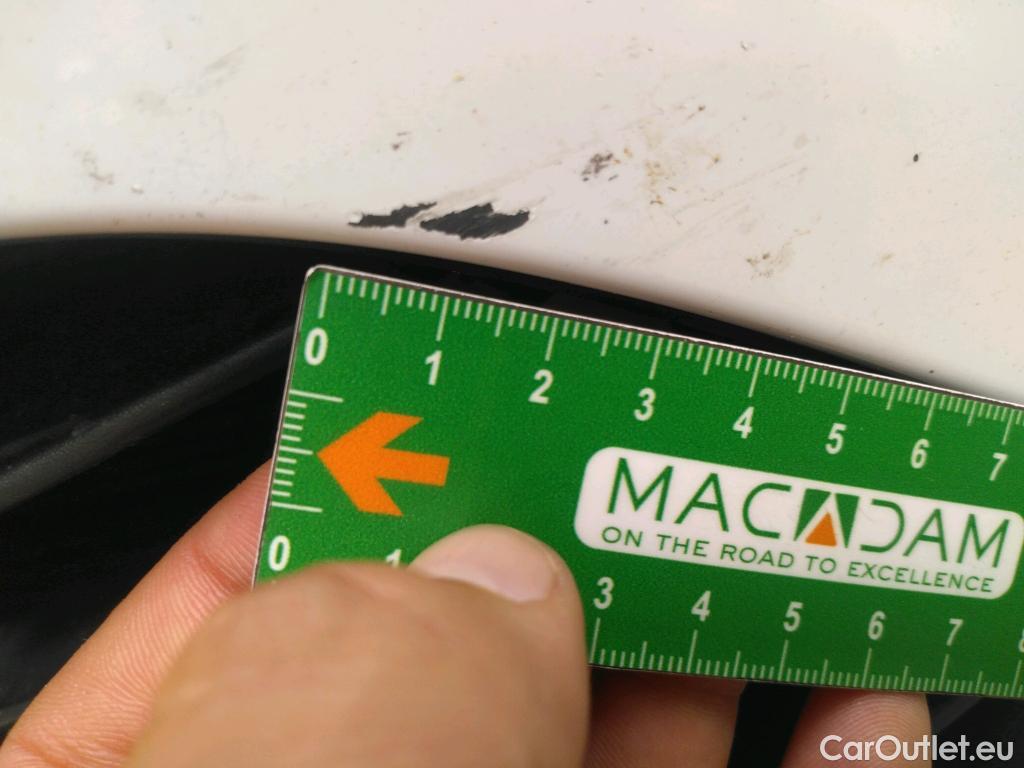 0 1 2 3 4 5 6 7
MACADAM
ON THE ROAD TO EXCELLENCE
0 1 3 4 5 6 7
CarOutlet.eu